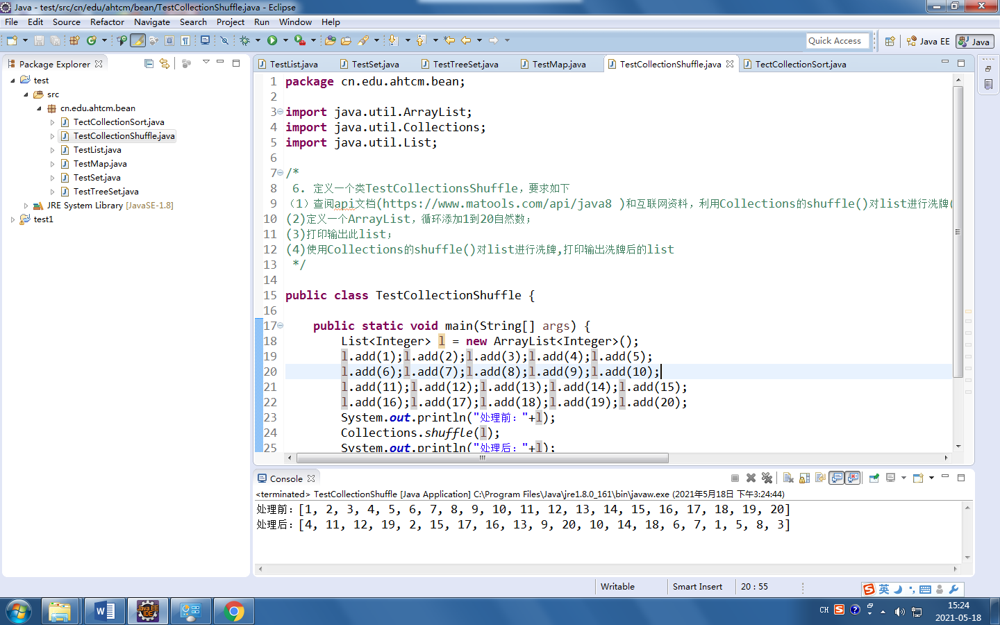 Java - test/src/cn/edu/ahtcm/bean/TestCollectionShuffle.java - Eclipse
File Edit Source Refactor Navigate Search Project Run Window Help
Quick Access
Java EE
Java
Package Explorer
test
src
cn.edu.ahtcm.bean
TectCollectionSort.java
TestCollectionShuffle.java
TestList.java
TestMap.java
TestSet.java
TestTreeSet.java
JRE System Library [JavaSE-1.8]
test1
TestList.java TestSet.java TestTreeSet.java TestMap.java TestCollectionShuffle.java TectCollectionSort.java
1 package cn.edu.ahtcm.bean;
2
3 import java.util.ArrayList;
4 import java.util.Collections;
5 import java.util.List;
6
7 /*
8 6. 定义一个类TestCollectionsShuffle，要求如下
9 （1）查阅api文档(https://www.matools.com/api/java8 )和互联网资料，利用Collections的shuffle()对list进行洗牌(
10 (2)定义一个ArrayList，循环添加1到20自然数；
11 (3)打印输出此list；
12 (4)使用Collections的shuffle()对list进行洗牌,打印输出洗牌后的list
13 */
14
15 public class TestCollectionShuffle {
16
17 public static void main(String[] args) {
18 List<Integer> l = new ArrayList<Integer>();
19 l.add(1);l.add(2);l.add(3);l.add(4);l.add(5);
20 l.add(6);l.add(7);l.add(8);l.add(9);l.add(10);
21 l.add(11);l.add(12);l.add(13);l.add(14);l.add(15);
22 l.add(16);l.add(17);l.add(18);l.add(19);l.add(20);
23 System.out.println("处理前："+l);
24 Collections.shuffle(l);
25 System.out.println("处理后："+l);
Console
<terminated> TestCollectionShuffle [Java Application] C:\Program Files\Java\jre1.8.0_161\bin\javaw.exe (2021年5月18日 下午3:24:44)
处理前：[1, 2, 3, 4, 5, 6, 7, 8, 9, 10, 11, 12, 13, 14, 15, 16, 17, 18, 19, 20]
处理后：[4, 11, 12, 19, 2, 15, 17, 16, 13, 9, 20, 10, 14, 18, 6, 7, 1, 5, 8, 3]
Writable Smart Insert 20 : 55
英
Java EE
IDE
CH
15:24
2021-05-18